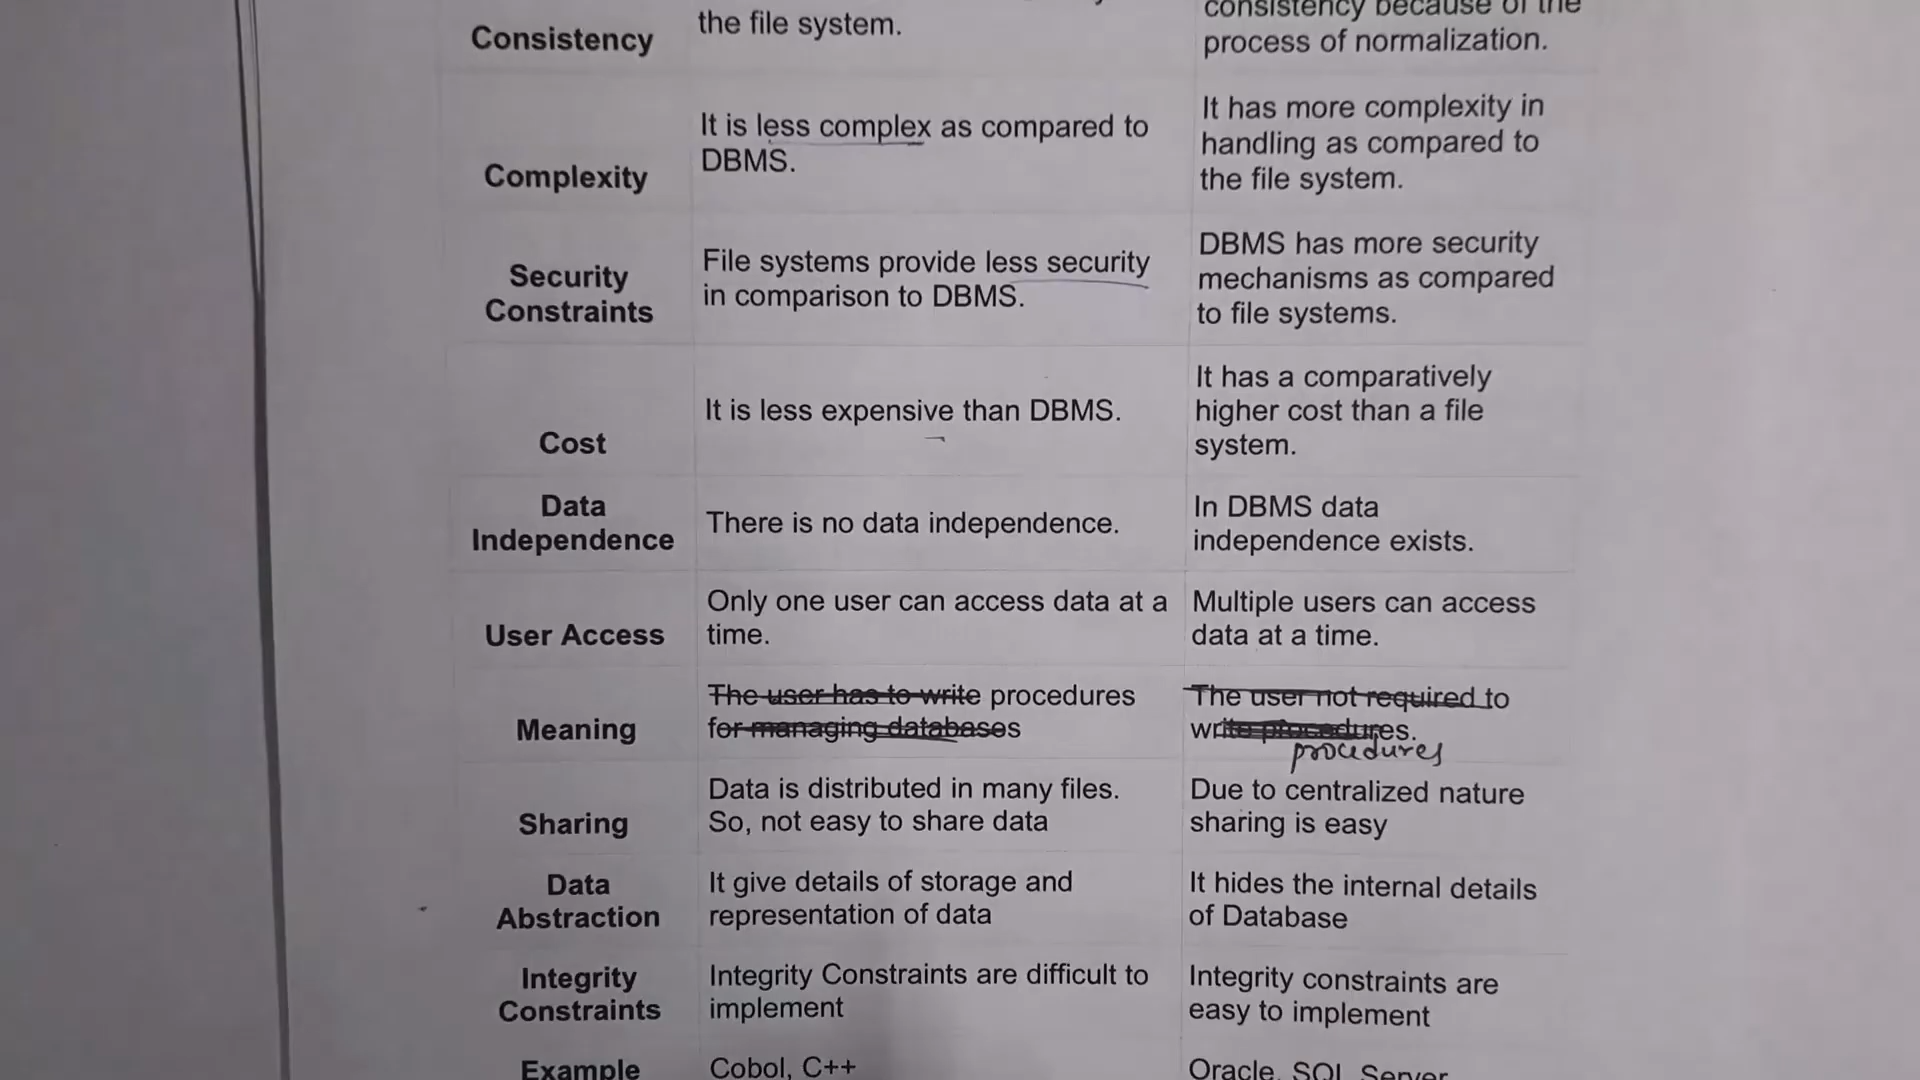 Consistency
the file system.
consistency because of the
process of normalization.
Complexity
It is less complex as compared to
DBMS.
It has more complexity in
handling as compared to
the file system.
Security
Constraints
File systems provide less security
in comparison to DBMS.
DBMS has more security
mechanisms as compared
to file systems.
Cost
It is less expensive than DBMS.
It has a comparatively
higher cost than a file
system.
Data
Independence
There is no data independence.
In DBMS data
independence exists.
User Access
Only one user can access data at a
time.
Multiple users can access
data at a time.
Meaning
The user has to write procedures
for managing databases
The user not required to
write procedures.
procedures
Sharing
Data is distributed in many files.
So, not easy to share data
Due to centralized nature
sharing is easy
Data
Abstraction
It give details of storage and
representation of data
It hides the internal details
of Database
Integrity
Constraints
Integrity Constraints are difficult to
implement
Integrity constraints are
easy to implement
Example
Cobol, C++
Oracle, SQL Server